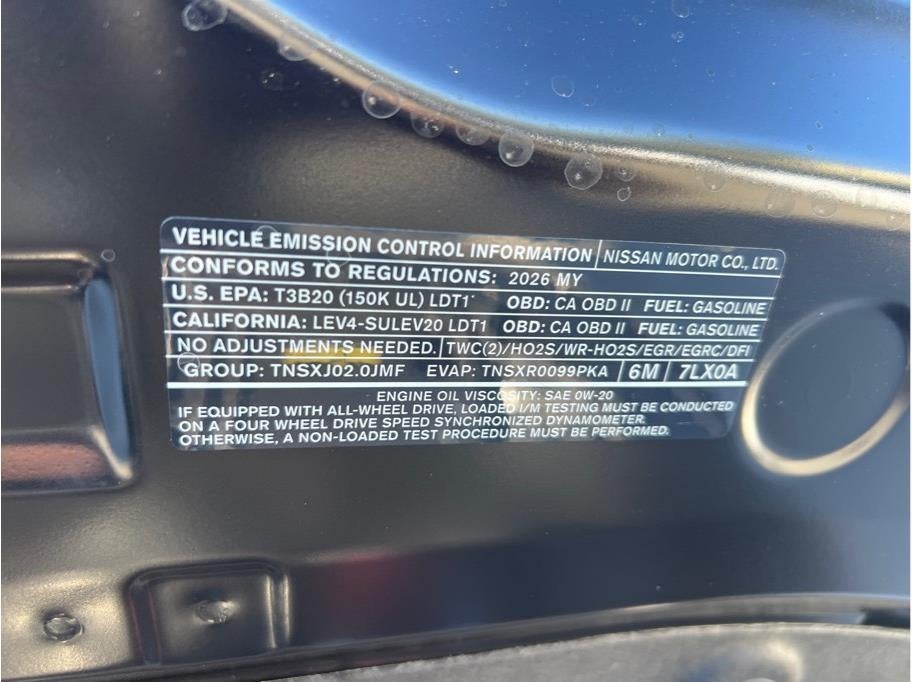 VEHICLE EMISSION CONTROL INFORMATION NISSAN MOTOR CO., LTD.
CONFORMS TO REGULATIONS: 2026 MY
U.S. EPA: T3B20 (150K UL) LDT1* OBD: CA OBD II FUEL: GASOLINE
CALIFORNIA: LEV4-SULEV20 LDT1 OBD: CA OBD II FUEL: GASOLINE
NO ADJUSTMENTS NEEDED. TWC(2)/HO2S/WR-HO2S/EGR/EGRC/DFI
GROUP: TNSXJ02.0JMF EVAP: TNSXR0099PKA 6M 7LX0A
ENGINE OIL VISCOSITY: SAE 0W-20
IF EQUIPPED WITH ALL-WHEEL DRIVE, LOADED I/M TESTING MUST BE CONDUCTED
ON A FOUR WHEEL DRIVE SPEED SYNCHRONIZED DYNAMOMETER.
OTHERWISE, A NON-LOADED TEST PROCEDURE MUST BE PERFORMED.